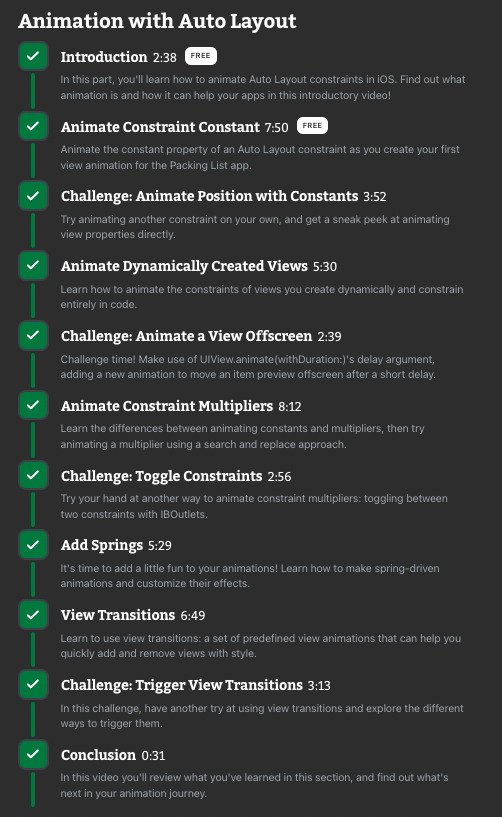 Animation with Auto Layout
Introduction 2:38 FREE
In this part, you'll learn how to animate Auto Layout constraints in iOS. Find out what
animation is and how it can help your apps in this introductory video!
Animate Constraint Constant 7:50 FREE
Animate the constant property of an Auto Layout constraint as you create your first
view animation for the Packing List app.
Challenge: Animate Position with Constants 3:52
Try animating another constraint on your own, and get a sneak peek at animating
view properties directly.
Animate Dynamically Created Views 5:30
Learn how to animate the constraints of views you create dynamically and constrain
entirely in code.
Challenge: Animate a View Offscreen 2:39
Challenge time! Make use of UIView.animate(withDuration:)'s delay argument,
adding a new animation to move an item preview offscreen after a short delay.
Animate Constraint Multipliers 8:12
Learn the differences between animating constants and multipliers, then try
animating a multiplier using a search and replace approach.
Challenge: Toggle Constraints 2:56
Try your hand at another way to animate constraint multipliers: toggling between
two constraints with IBOutlets.
Add Springs 5:29
It's time to add a little fun to your animations! Learn how to make spring-driven
animations and customize their effects.
View Transitions 6:49
Learn to use view transitions: a set of predefined view animations that can help you
quickly add and remove views with style.
Challenge: Trigger View Transitions 3:13
In this challenge, have another try at using view transitions and explore the different
ways to trigger them.
Conclusion 0:31
In this video you'll review what you've learned in this section, and find out what's
next in your animation journey.